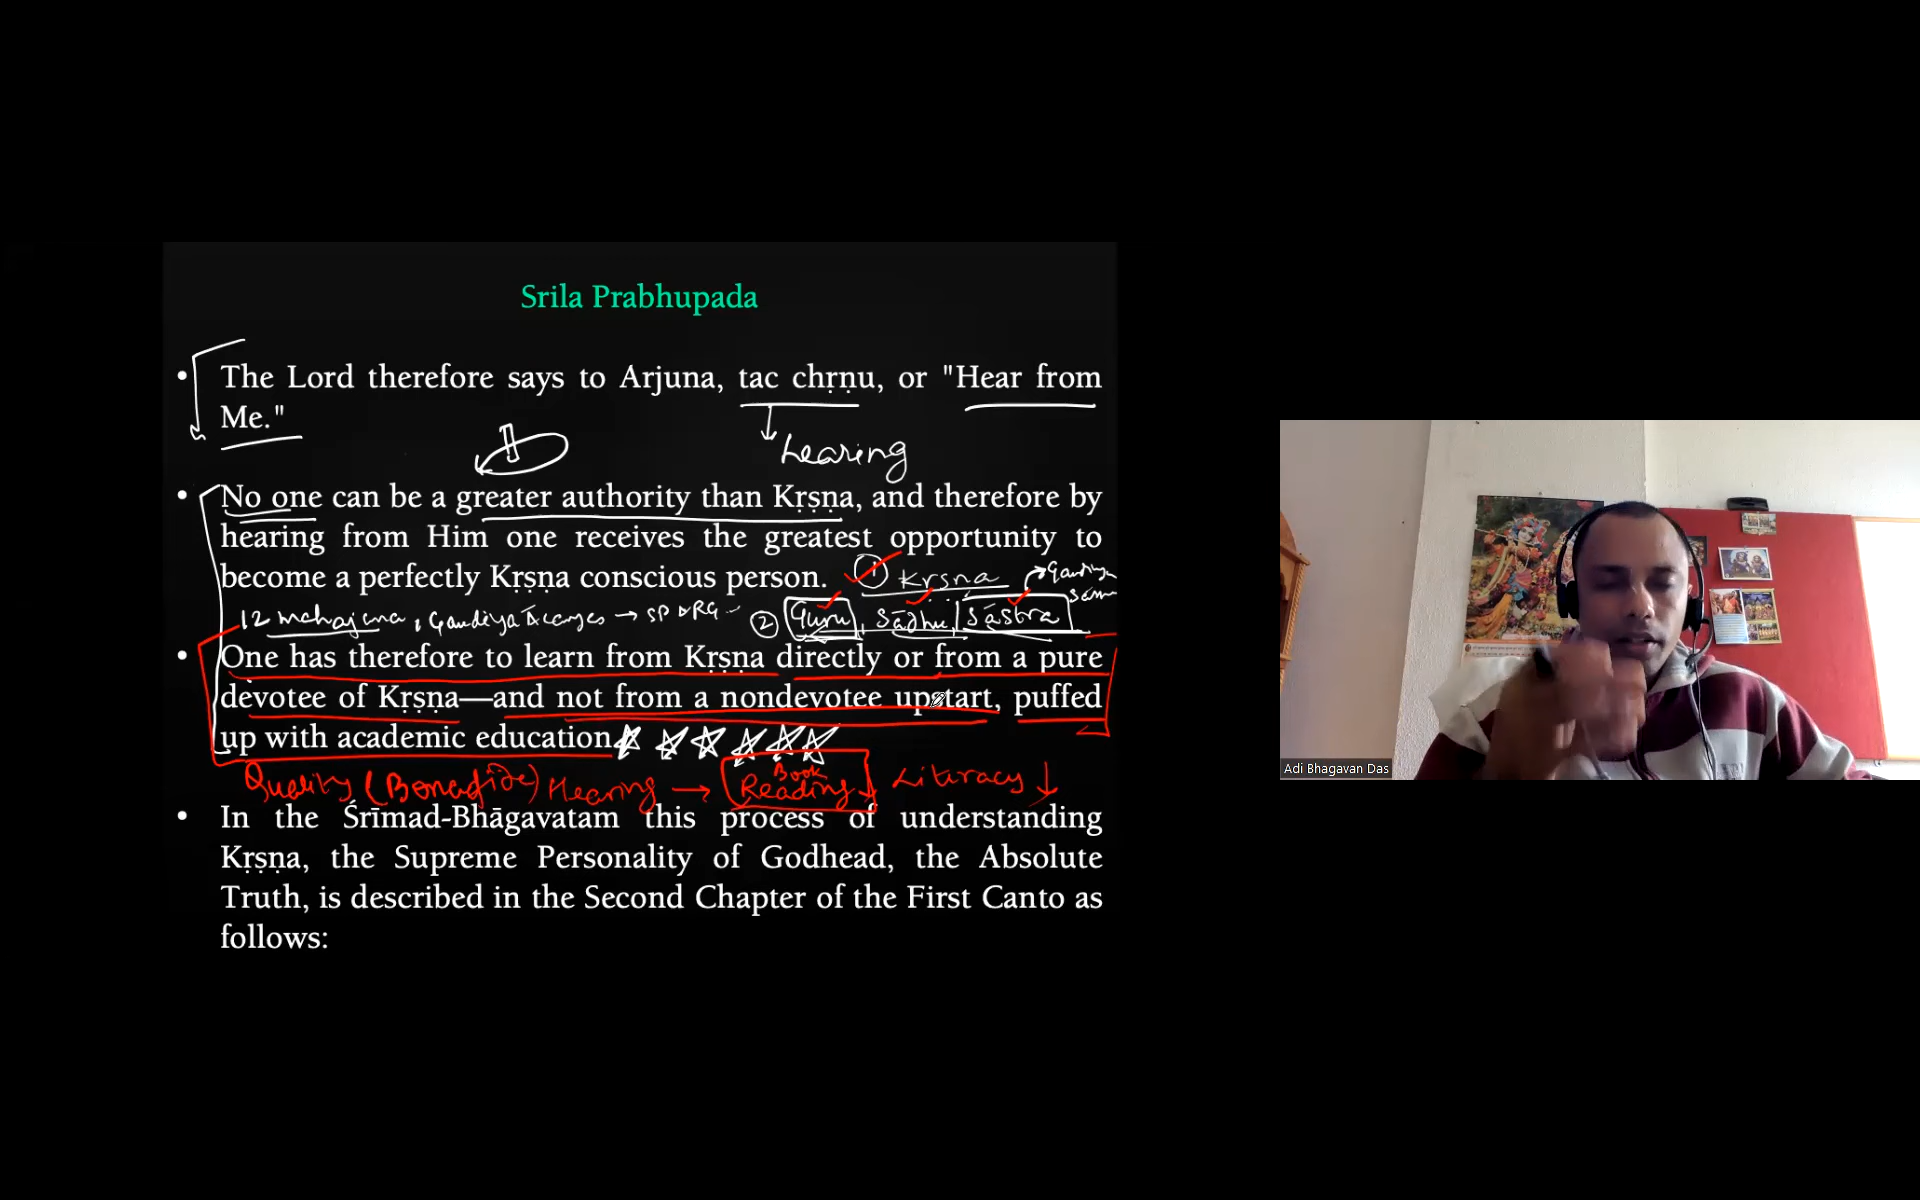 Srila Prabhupada
• The Lord therefore says to Arjuna, tac chṛṇu, or "Hear from
Me."
hearing
• No one can be a greater authority than Kṛṣṇa, and therefore by
hearing from Him one receives the greatest opportunity to
become a perfectly Kṛṣṇa conscious person.
① Kṛṣṇa → Gaudiya
12 mahajana, Gaudiya Ācaryas → SP
② Guru, Sādhu, Śāstra
• One has therefore to learn from Kṛṣṇa directly or from a pure
devotee of Kṛṣṇa—and not from a nondevotee upstart, puffed
up with academic education.
Quality (Bonafide) Hearing → Book Reading ↓ Literacy ↓
• In the Śrīmad-Bhāgavatam this process of understanding
Kṛṣṇa, the Supreme Personality of Godhead, the Absolute
Truth, is described in the Second Chapter of the First Canto as
follows:
Adi Bhagavan Das